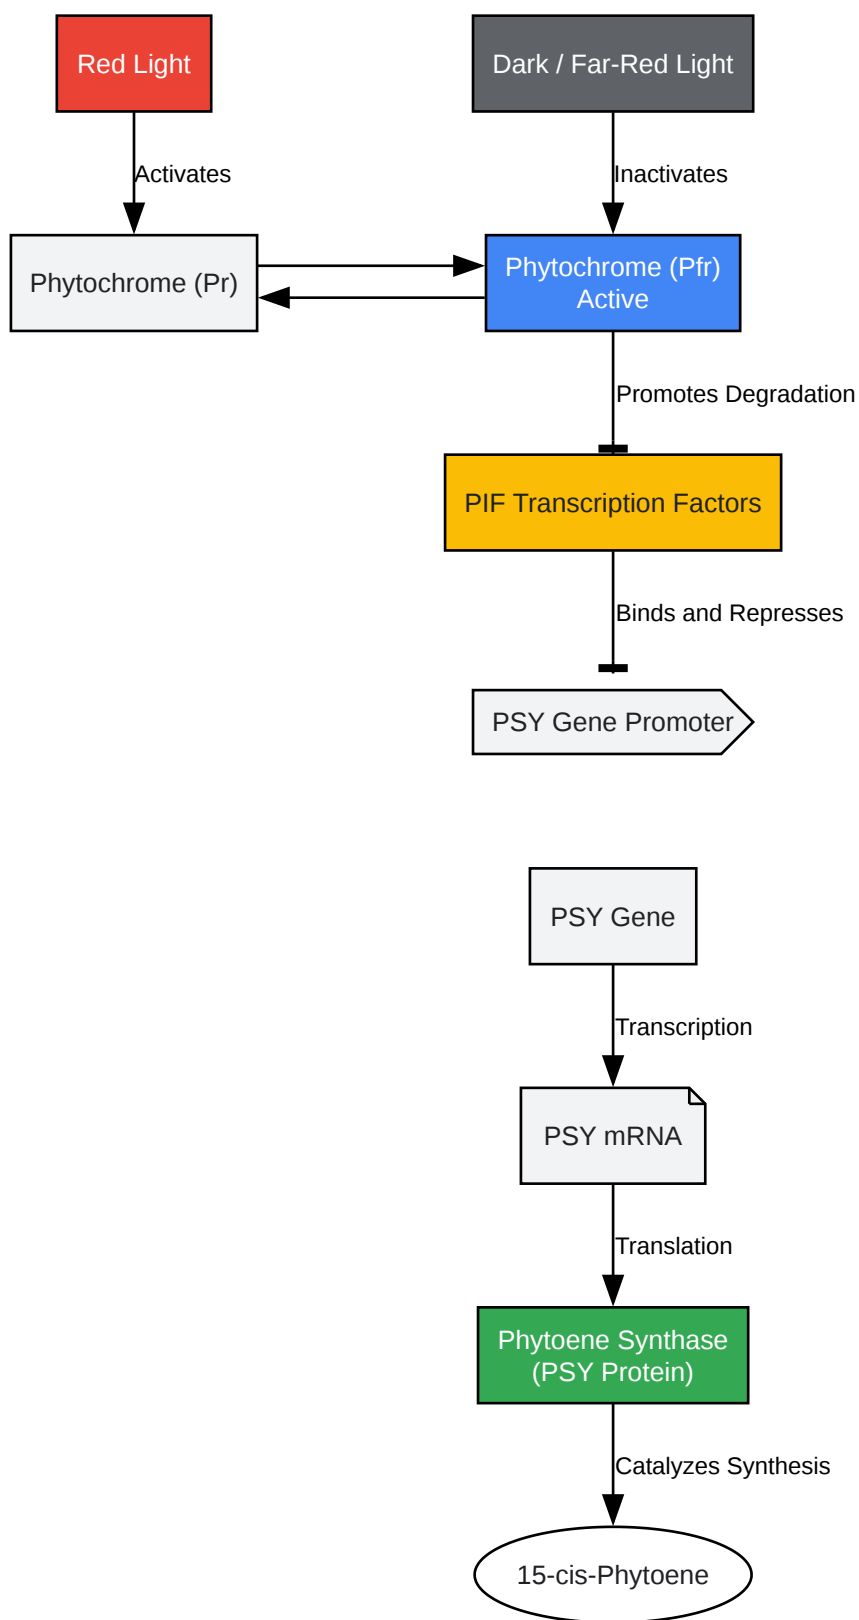 Red Light
Dark / Far-Red Light
Activates
Inactivates
Phytochrome (Pr)
Phytochrome (Pfr)
Active
Promotes Degradation
PIF Transcription Factors
Binds and Represses
PSY Gene Promoter
PSY Gene
Transcription
PSY mRNA
Translation
Phytoene Synthase
(PSY Protein)
Catalyzes Synthesis
15-cis-Phytoene